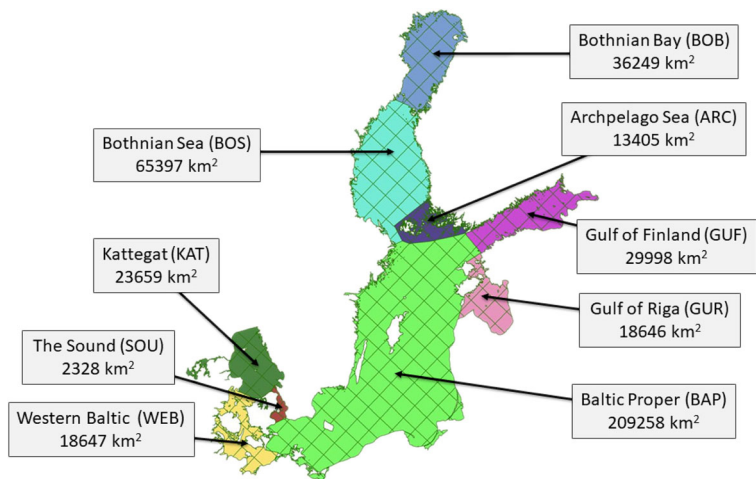 Bothnian Bay (BOB)
36249 km²
Archpelago Sea (ARC)
13405 km²
Bothnian Sea (BOS)
65397 km²
Gulf of Finland (GUF)
29998 km²
Kattegat (KAT)
23659 km²
Gulf of Riga (GUR)
18646 km²
The Sound (SOU)
2328 km²
Baltic Proper (BAP)
209258 km²
Western Baltic (WEB)
18647 km²